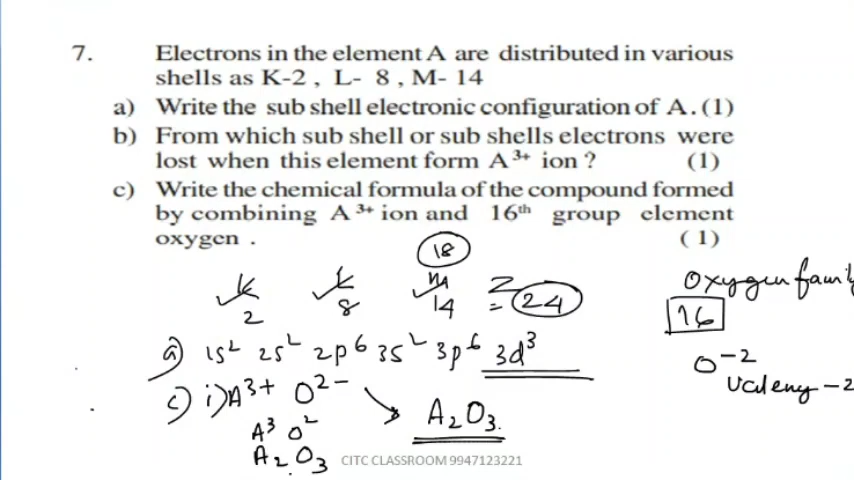 7. Electrons in the element A are distributed in various
shells as K-2 , L- 8 , M- 14
a) Write the sub shell electronic configuration of A. (1)
b) From which sub shell or sub shells electrons were
lost when this element form A³⁺ ion ? (1)
c) Write the chemical formula of the compound formed
by combining A³⁺ ion and 16ᵗʰ group element
oxygen . ( 1 )
18
K L M Z
2 8 14 = 24
Oxygen family
16
a) 1s² 2s² 2p⁶ 3s² 3p⁶ 3d³
O⁻²
c) i) A³⁺ O²⁻
A₂O₃.
A³ O²
A₂ O₃
CITC CLASSROOM 9947123221